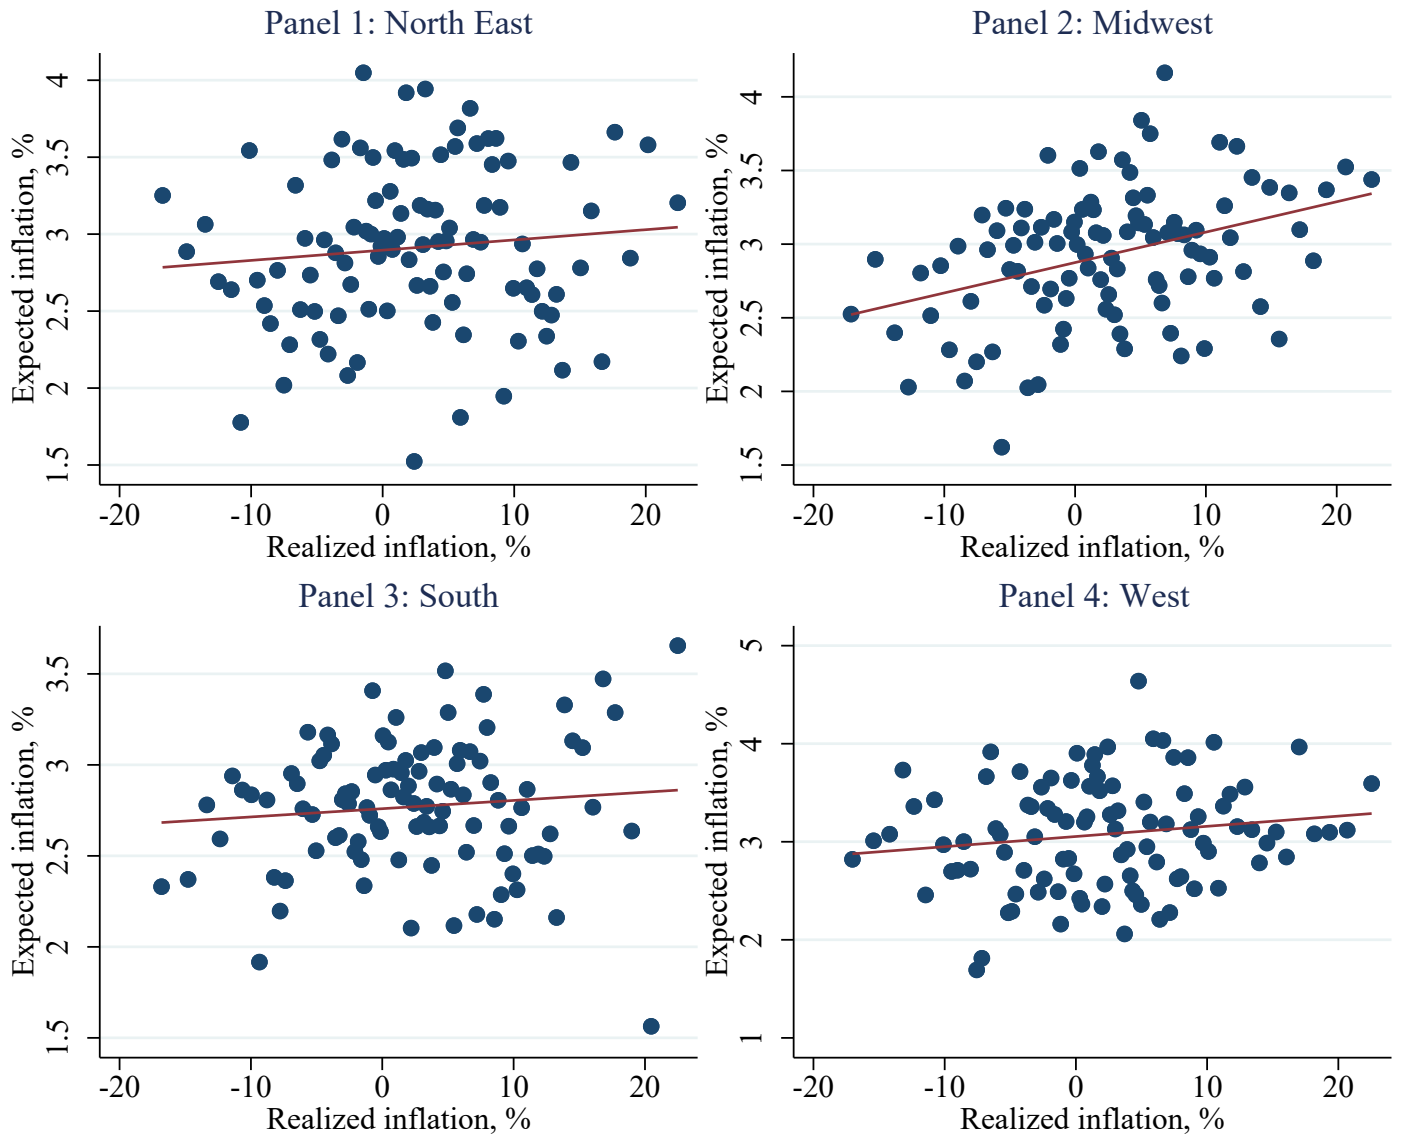 Panel 1: North East
Expected inflation, %
4
3.5
3
2.5
2
1.5
-20 -10 0 10 20
Realized inflation, %
Panel 2: Midwest
Expected inflation, %
4
3.5
3
2.5
2
1.5
-20 -10 0 10 20
Realized inflation, %
Panel 3: South
Expected inflation, %
3.5
3
2.5
2
1.5
-20 -10 0 10 20
Realized inflation, %
Panel 4: West
Expected inflation, %
5
4
3
2
1
-20 -10 0 10 20
Realized inflation, %